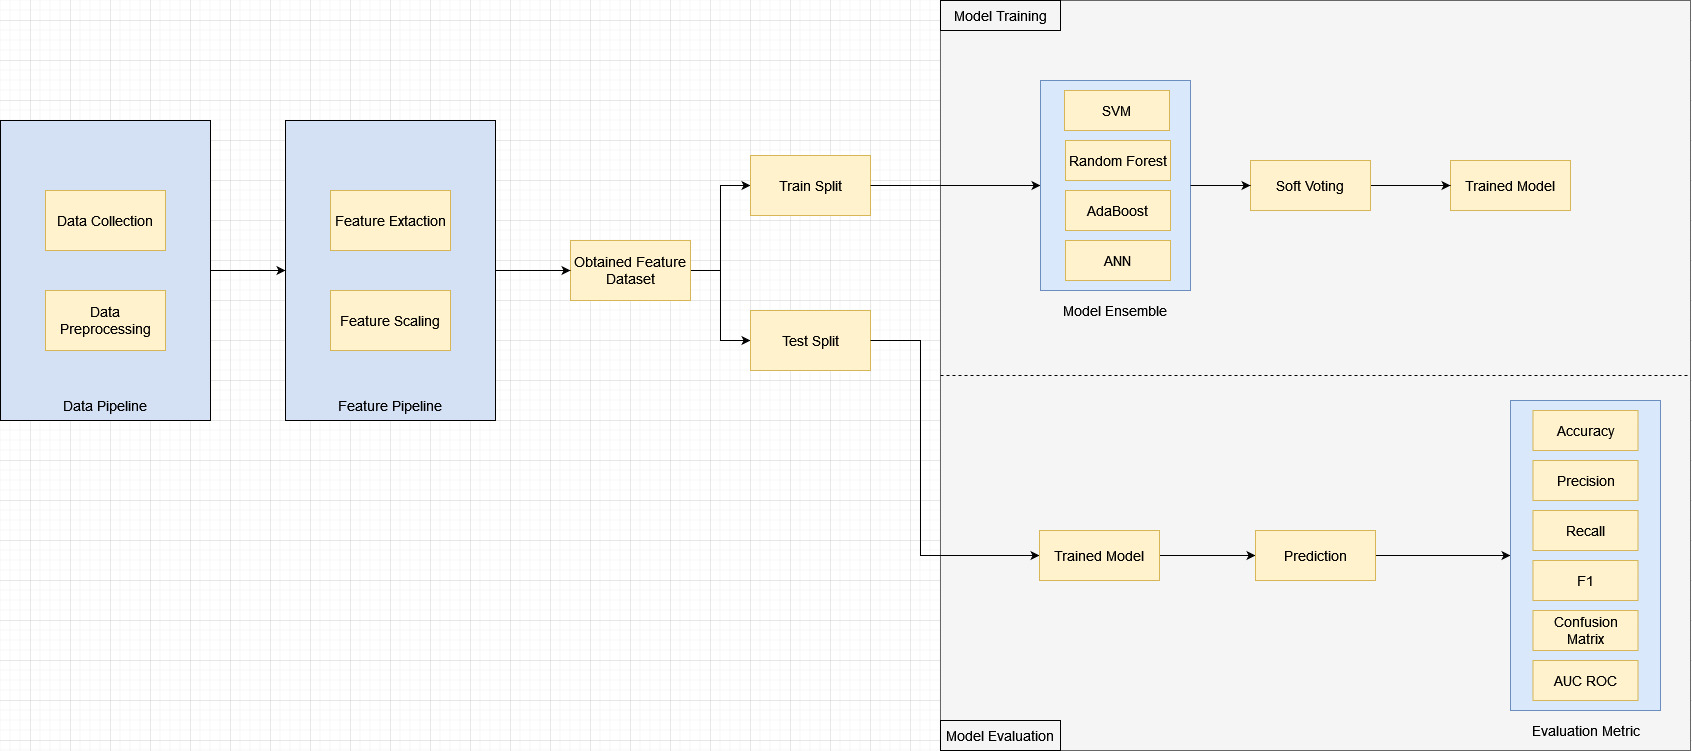 Model Training
SVM
Random Forest
AdaBoost
ANN
Model Ensemble
Soft Voting
Trained Model
Data Collection
Data
Preprocessing
Data Pipeline
Feature Extaction
Feature Scaling
Feature Pipeline
Obtained Feature
Dataset
Train Split
Test Split
Trained Model
Prediction
Accuracy
Precision
Recall
F1
Confusion
Matrix
AUC ROC
Evaluation Metric
Model Evaluation